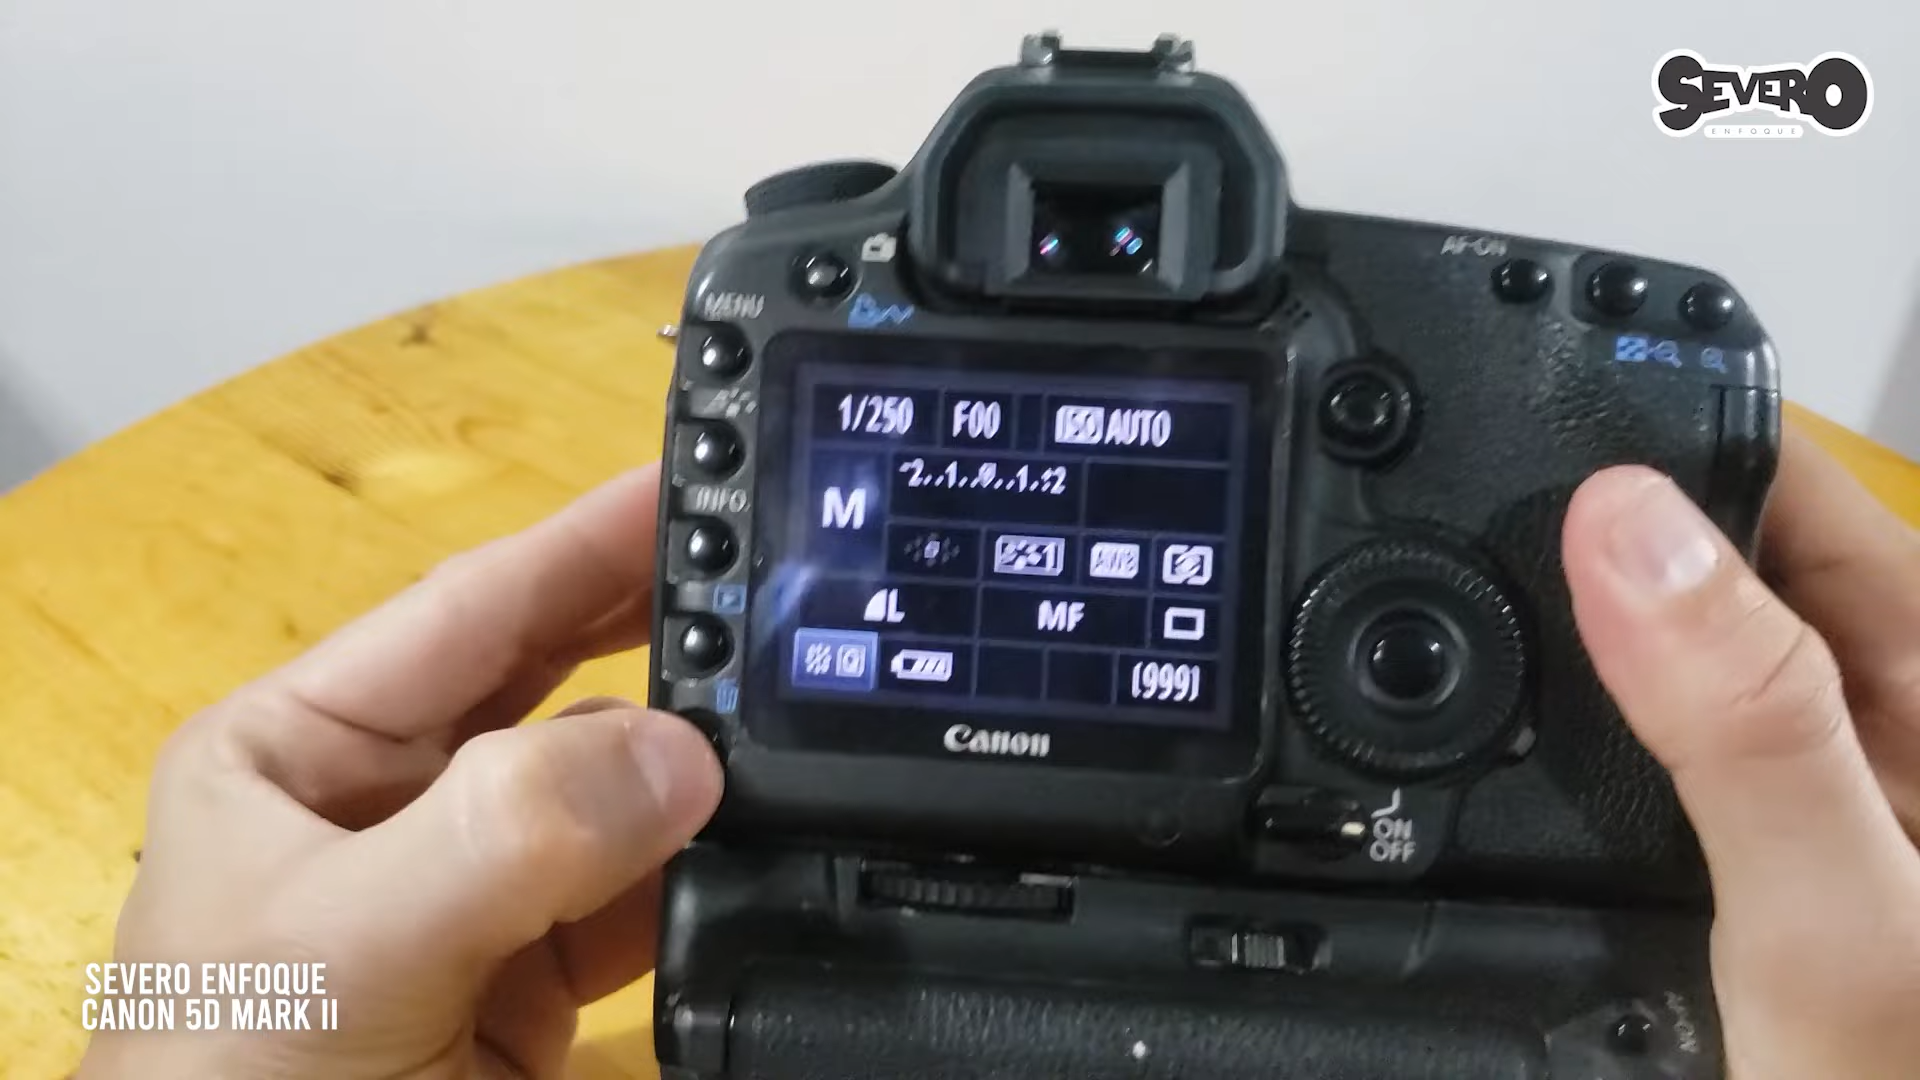 SEVERO
ENFOQUE
AF-ON
MENU
1/250 F00 ISO AUTO
-2..1..0..1.:2
M
AWB
INFO.
L MF
Q
(999)
Canon
ON
OFF
SEVERO ENFOQUE
CANON 5D MARK II